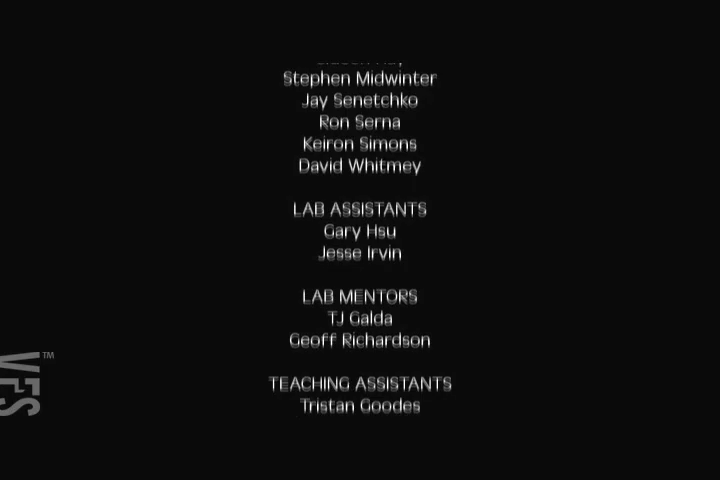 Stephen Midwinter
Jay Senetchko
Ron Serna
Keiron Simons
David Whitmey
LAB ASSISTANTS
Gary Hsu
Jesse Irvin
LAB MENTORS
TJ Galda
Geoff Richardson
TEACHING ASSISTANTS
Tristan Goodes
VFS™